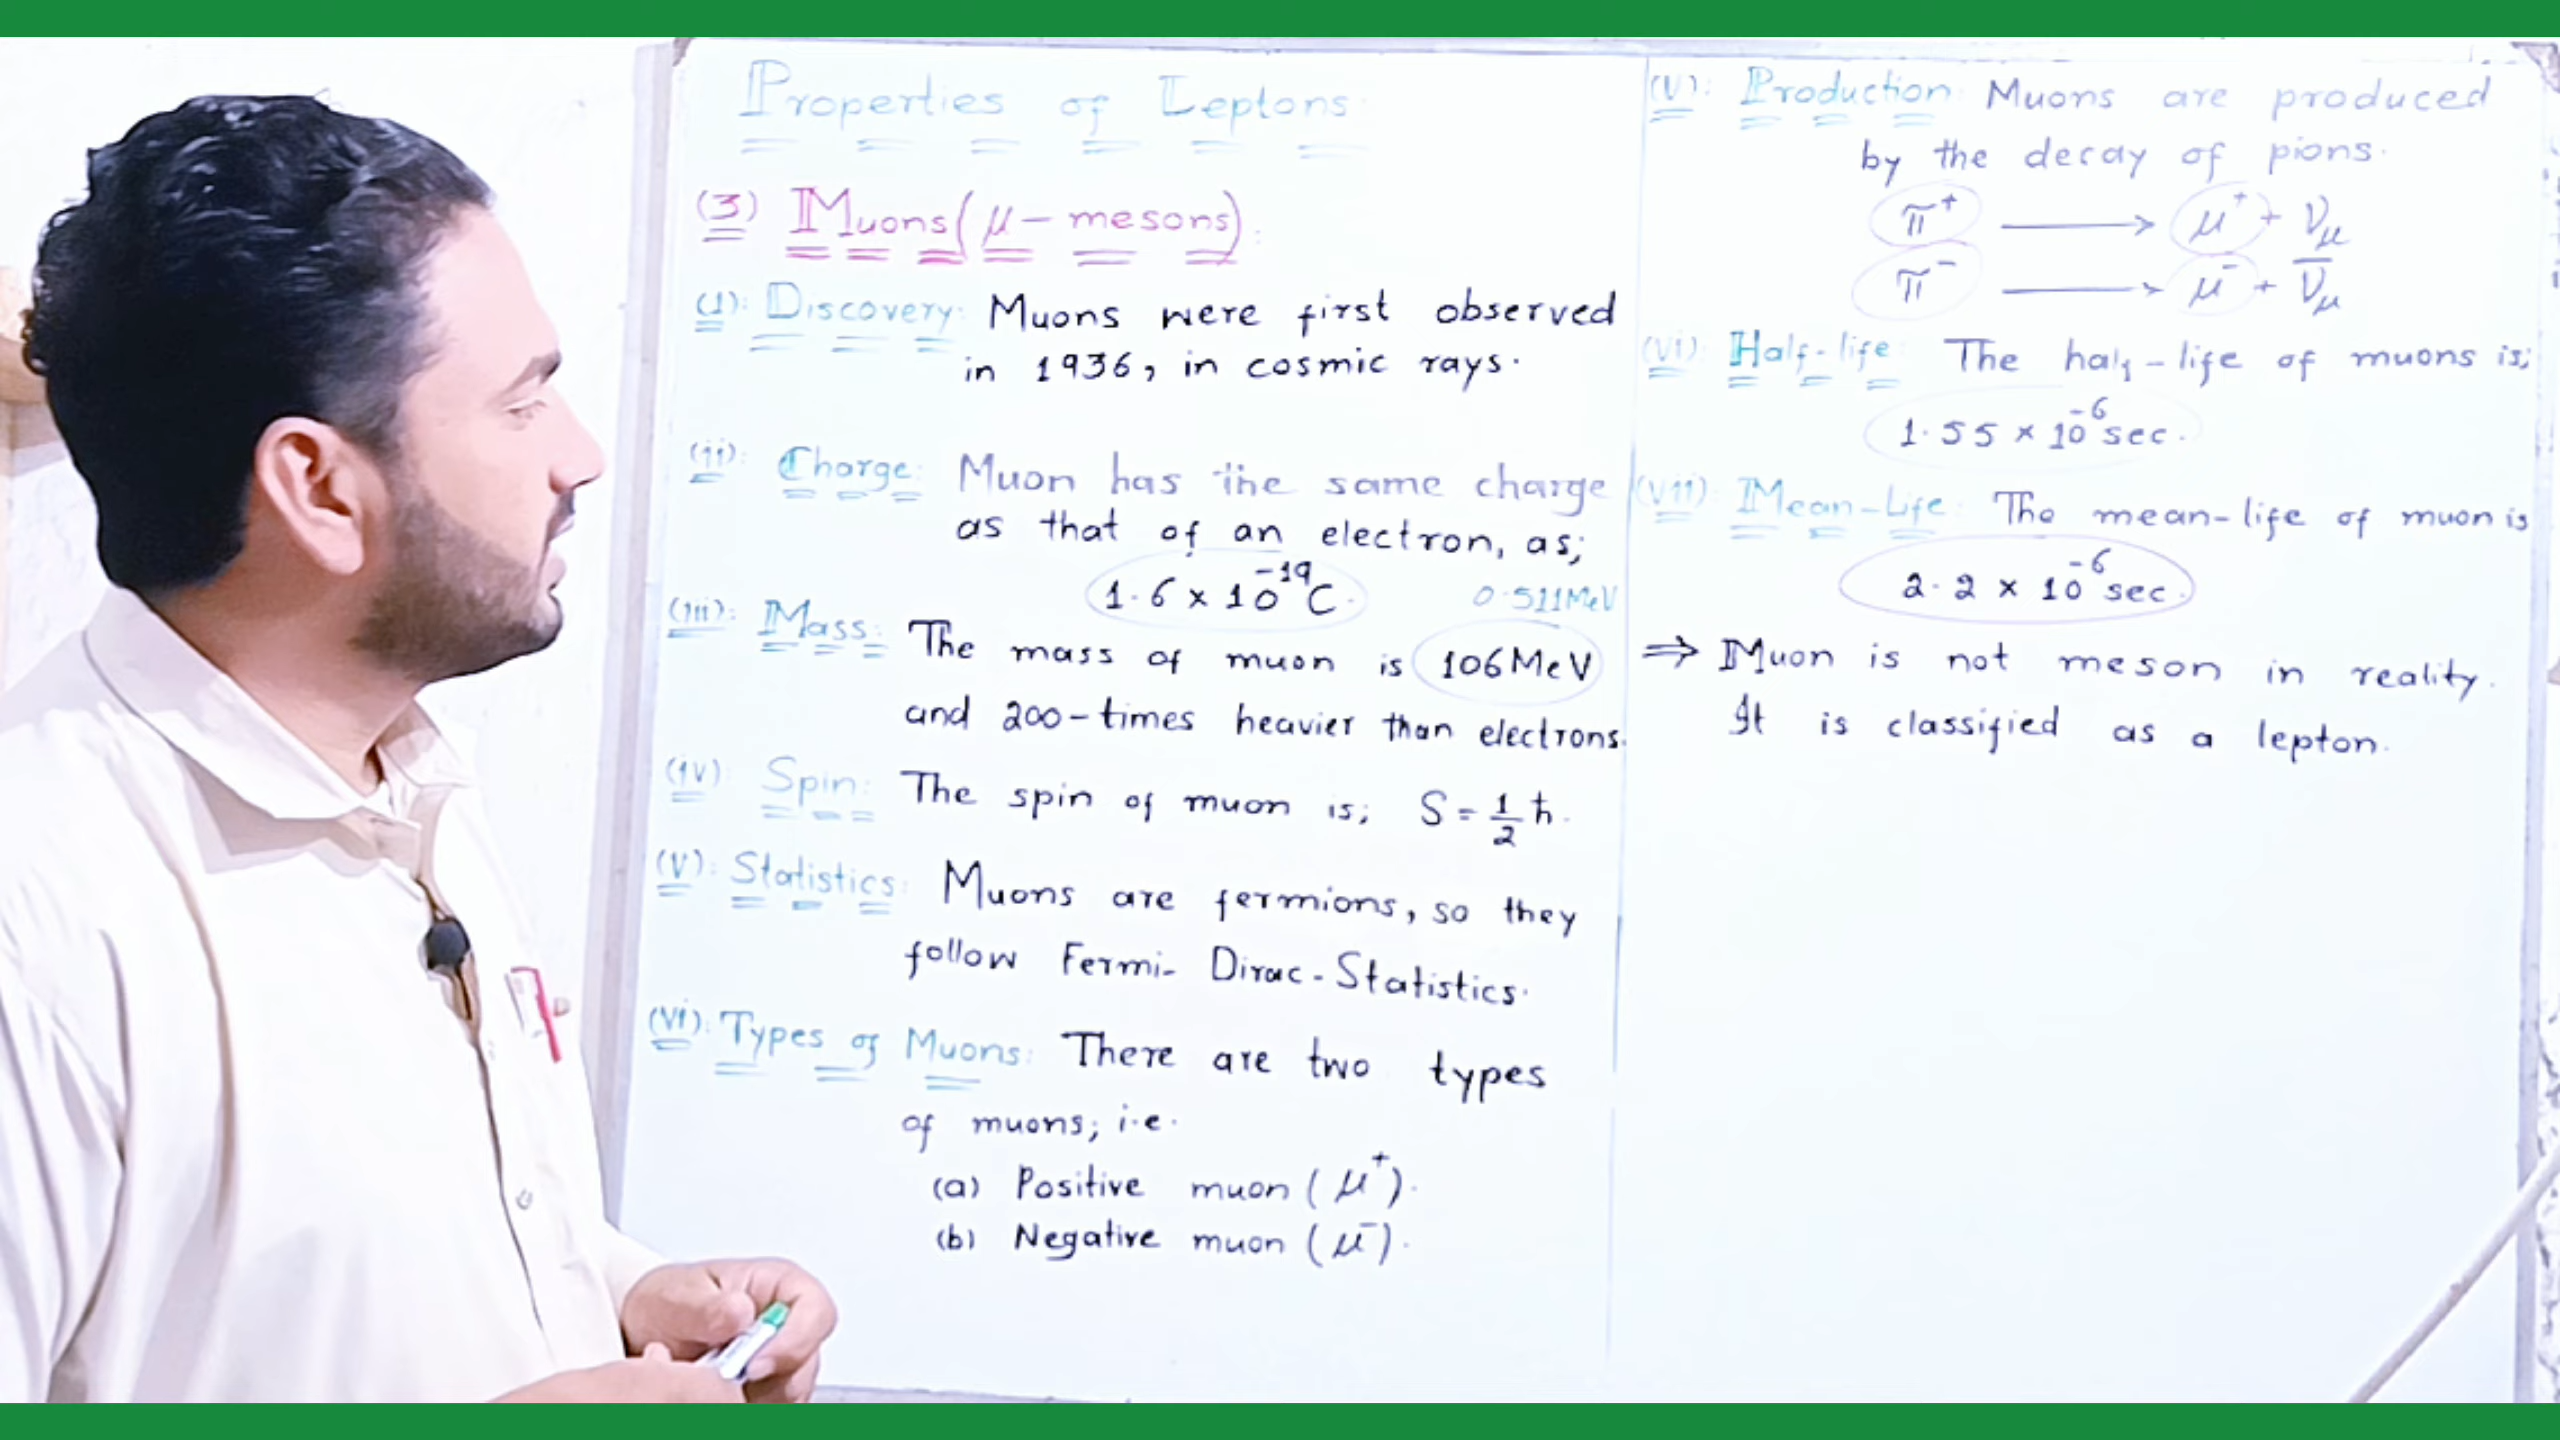 Properties of Leptons
(3) Muons (μ - mesons).
(i): Discovery: Muons were first observed
in 1936, in cosmic rays.
(ii): Charge: Muon has the same charge
as that of an electron, as;
1.6 × 10⁻¹⁹ C.
0.511MeV
(iii): Mass: The mass of muon is 106 MeV
and 200-times heavier than electrons.
(iv): Spin: The spin of muon is; S = 1/2 ħ.
(v): Statistics: Muons are fermions, so they
follow Fermi- Dirac-Statistics.
(vi): Types of Muons: There are two types
of muons; i.e.
(a) Positive muon (μ⁺).
(b) Negative muon (μ⁻).
(v): Production: Muons are produced
by the decay of pions.
π⁺ ⟶ μ⁺ + ν_μ
π⁻ ⟶ μ⁻ + ν̄_μ
(vi): Half-life: The half-life of muons is;
1.55 × 10⁻⁶ sec.
(vii): Mean-Life: The mean-life of muon is
2.2 × 10⁻⁶ sec.
⇒ Muon is not meson in reality.
It is classified as a lepton.